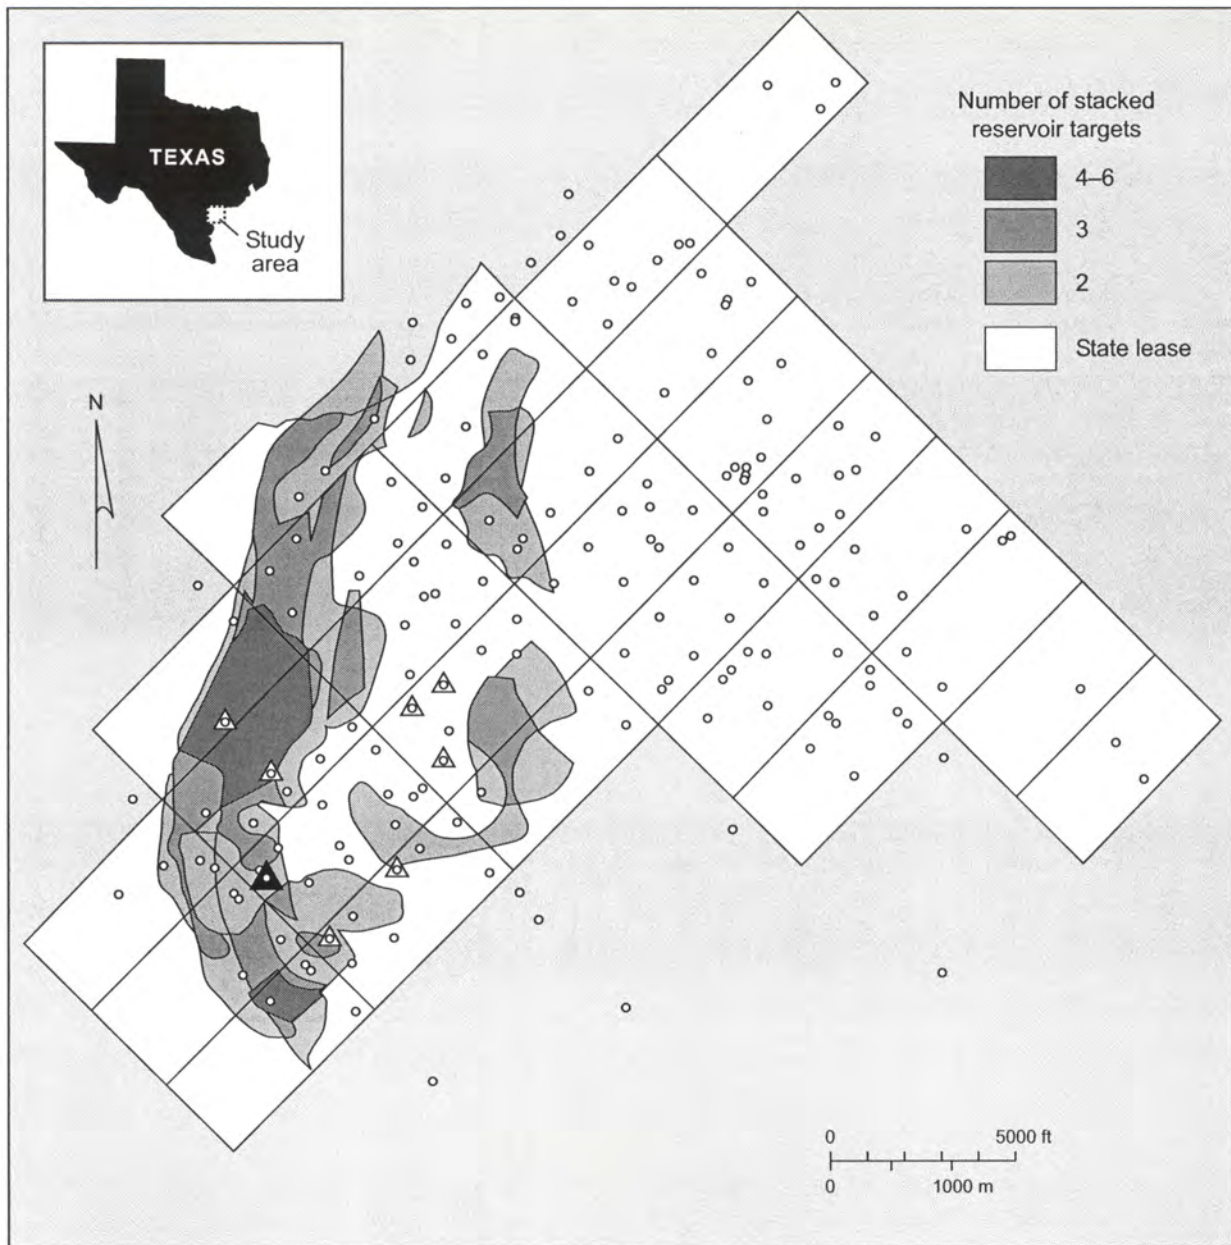 TEXAS
Study
area
Number of stacked
reservoir targets
4–6
3
2
State lease
N
0 5000 ft
0 1000 m